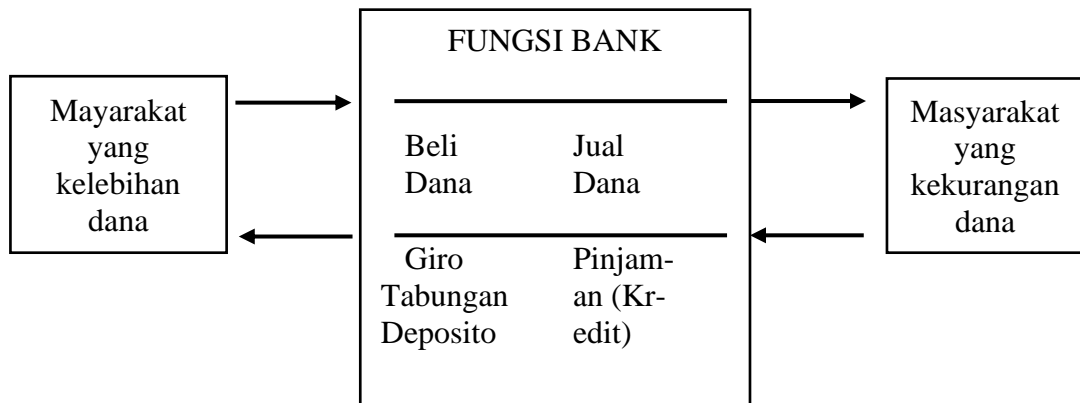 FUNGSI BANK
Mayarakat
yang
kelebihan
dana
Beli Jual
Dana Dana
Giro Pinjam-
Tabungan an (Kr-
Deposito edit)
Masyarakat
yang
kekurangan
dana